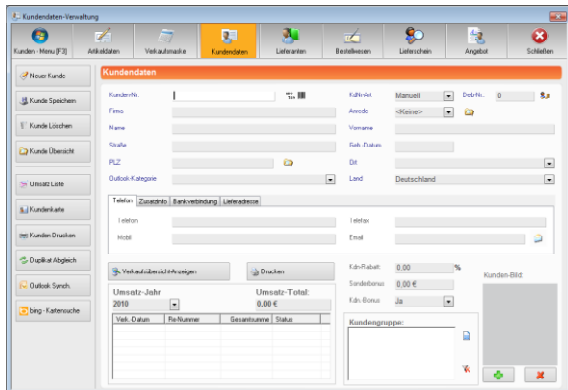 Kundendaten-Verwaltung
Kunden - Menu [F3]
Artikeldaten
Verkaufsmaske
Kundendaten
Lieferanten
Bestellwesen
Lieferschein
Angebot
Schließen
Neuer Kunde
Kunde Speichern
Kunde Löschen
Kunde Übersicht
Umsatz Liste
Kundenkarte
Kunden Drucken
Duplikat Abgleich
Outlook Synch.
bing - Kartensuche
Kundendaten
Kunden-Nr.
KdNr-Art.
Manuell
Debi-Nr.
0
Firma
Anrede
<Keine>
Name
Vorname
Straße
Geb.-Datum
PLZ
Ort
Outlook-Kategorie
Land
Deutschland
Telefon Zusatzinfo Bankverbindung Lieferadresse
Telefon
Telefax
Mobil
Email
Verkaufsübersicht-Anzeigen
Drucken
Kdn-Rabatt:
0,00
%
Sonderbonus
0,00 €
Kdn.-Bonus
Ja
Kunden-Bild:
Umsatz-Jahr
Umsatz-Total:
2010
0.00 €
Verk.-Datum Re-Nummer Gesamtsumme Status
Kundengruppe: